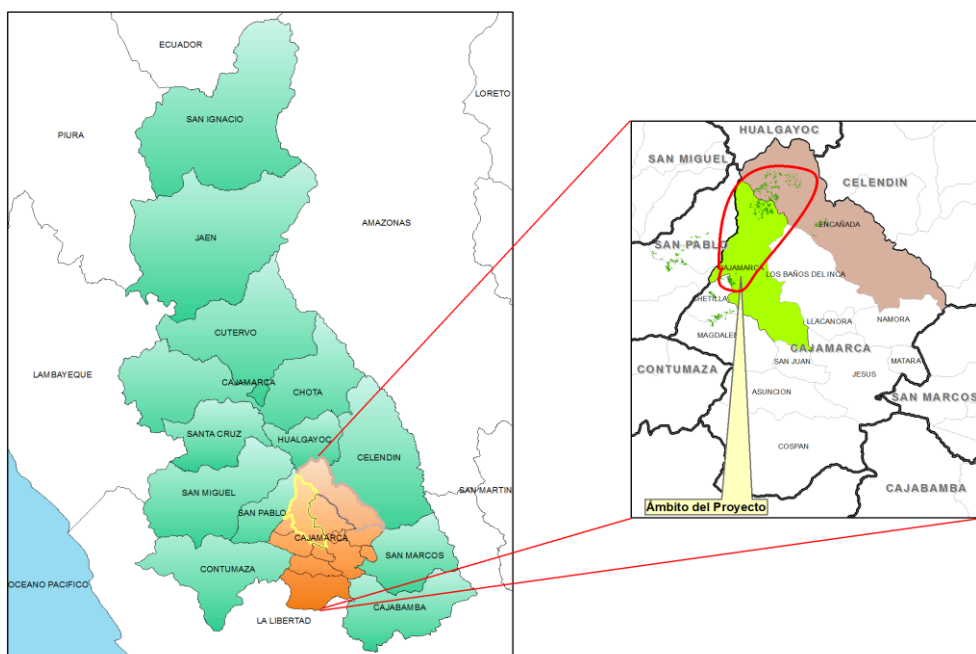 ECUADOR
LORETO
SAN IGNACIO
PIURA
AMAZONAS
JAEN
CUTERVO
LAMBAYEQUE
CAJAMARCA
CHOTA
SANTA CRUZ
HUALGAYOC
CELENDIN
SAN MIGUEL
SAN MARTIN
SAN PABLO
CAJAMARCA
SAN MARCOS
CONTUMAZA
OCEANO PACIFICO
CAJABAMBA
LA LIBERTAD
HUALGAYOC
SAN MIGUEL
CELENDIN
ENCAÑADA
SAN PABLO
CAJAMARCA
LOS BAÑOS DEL INCA
CHETILLA
LLACANORA
NAMORA
MAGDALEN
CAJAMARCA
SAN JUAN
MATARA
CONTUMAZA
JESUS
SAN MARCOS
ASUNCION
COSPAN
CAJABAMBA
Ámbito del Proyecto